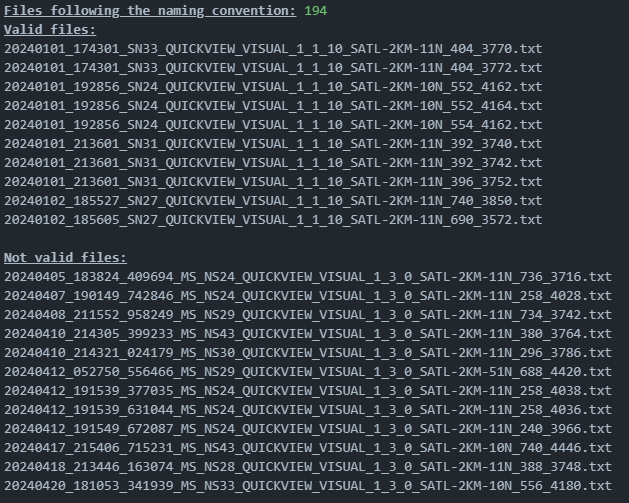 Files following the naming convention: 194
Valid files:
20240101_174301_SN33_QUICKVIEW_VISUAL_1_1_10_SATL-2KM-11N_404_3770.txt
20240101_174301_SN33_QUICKVIEW_VISUAL_1_1_10_SATL-2KM-11N_404_3772.txt
20240101_192856_SN24_QUICKVIEW_VISUAL_1_1_10_SATL-2KM-10N_552_4162.txt
20240101_192856_SN24_QUICKVIEW_VISUAL_1_1_10_SATL-2KM-10N_552_4164.txt
20240101_192856_SN24_QUICKVIEW_VISUAL_1_1_10_SATL-2KM-10N_554_4162.txt
20240101_213601_SN31_QUICKVIEW_VISUAL_1_1_10_SATL-2KM-11N_392_3740.txt
20240101_213601_SN31_QUICKVIEW_VISUAL_1_1_10_SATL-2KM-11N_392_3742.txt
20240101_213601_SN31_QUICKVIEW_VISUAL_1_1_10_SATL-2KM-11N_396_3752.txt
20240102_185527_SN27_QUICKVIEW_VISUAL_1_1_10_SATL-2KM-11N_740_3850.txt
20240102_185605_SN27_QUICKVIEW_VISUAL_1_1_10_SATL-2KM-11N_690_3572.txt
Not valid files:
20240405_183824_409694_MS_NS24_QUICKVIEW_VISUAL_1_3_0_SATL-2KM-11N_736_3716.txt
20240407_190149_742846_MS_NS24_QUICKVIEW_VISUAL_1_3_0_SATL-2KM-11N_258_4028.txt
20240408_211552_958249_MS_NS29_QUICKVIEW_VISUAL_1_3_0_SATL-2KM-11N_734_3742.txt
20240410_214305_399233_MS_NS43_QUICKVIEW_VISUAL_1_3_0_SATL-2KM-11N_380_3764.txt
20240410_214321_024179_MS_NS30_QUICKVIEW_VISUAL_1_3_0_SATL-2KM-11N_296_3786.txt
20240412_052750_556466_MS_NS29_QUICKVIEW_VISUAL_1_3_0_SATL-2KM-51N_688_4420.txt
20240412_191539_377035_MS_NS24_QUICKVIEW_VISUAL_1_3_0_SATL-2KM-11N_258_4038.txt
20240412_191539_631044_MS_NS24_QUICKVIEW_VISUAL_1_3_0_SATL-2KM-11N_258_4036.txt
20240412_191549_672087_MS_NS24_QUICKVIEW_VISUAL_1_3_0_SATL-2KM-11N_240_3966.txt
20240417_215406_715231_MS_NS43_QUICKVIEW_VISUAL_1_3_0_SATL-2KM-10N_740_4446.txt
20240418_213446_163074_MS_NS28_QUICKVIEW_VISUAL_1_3_0_SATL-2KM-11N_388_3748.txt
20240420_181053_341939_MS_NS33_QUICKVIEW_VISUAL_1_3_0_SATL-2KM-10N_556_4180.txt